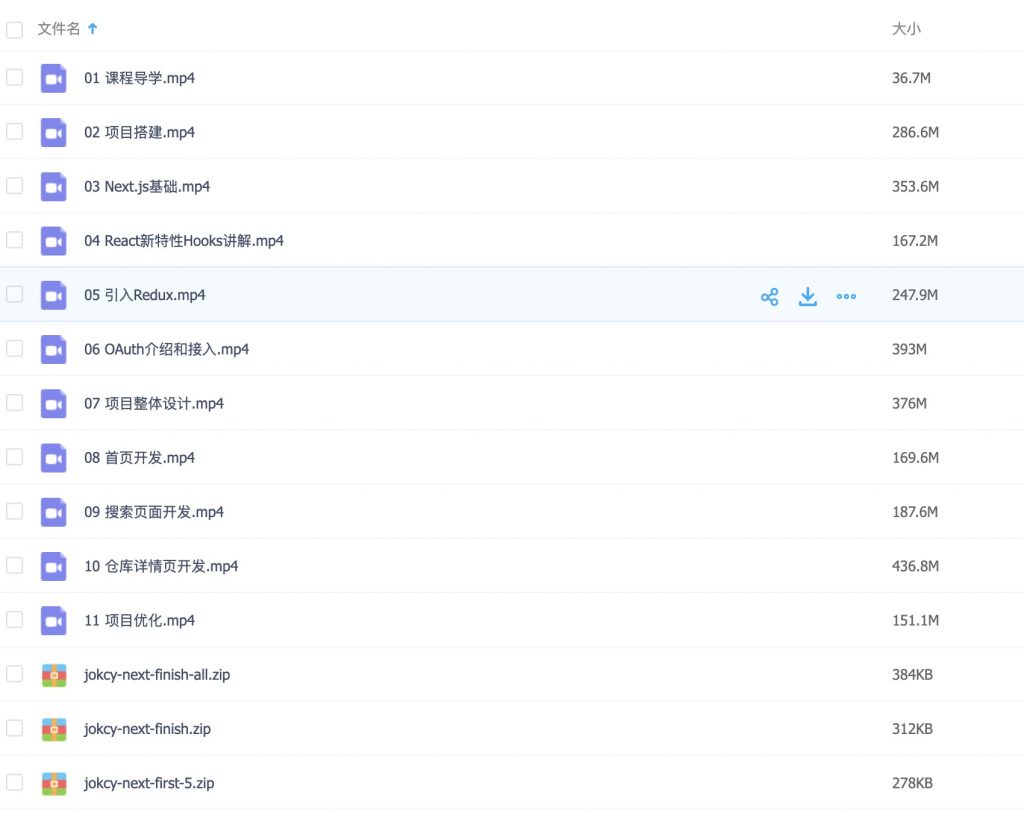 文件名 大小
01 课程导学.mp4 36.7M
02 项目搭建.mp4 286.6M
03 Next.js基础.mp4 353.6M
04 React新特性Hooks讲解.mp4 167.2M
05 引入Redux.mp4 247.9M
06 OAuth介绍和接入.mp4 393M
07 项目整体设计.mp4 376M
08 首页开发.mp4 169.6M
09 搜索页面开发.mp4 187.6M
10 仓库详情页开发.mp4 436.8M
11 项目优化.mp4 151.1M
jokcy-next-finish-all.zip 384KB
jokcy-next-finish.zip 312KB
jokcy-next-first-5.zip 278KB